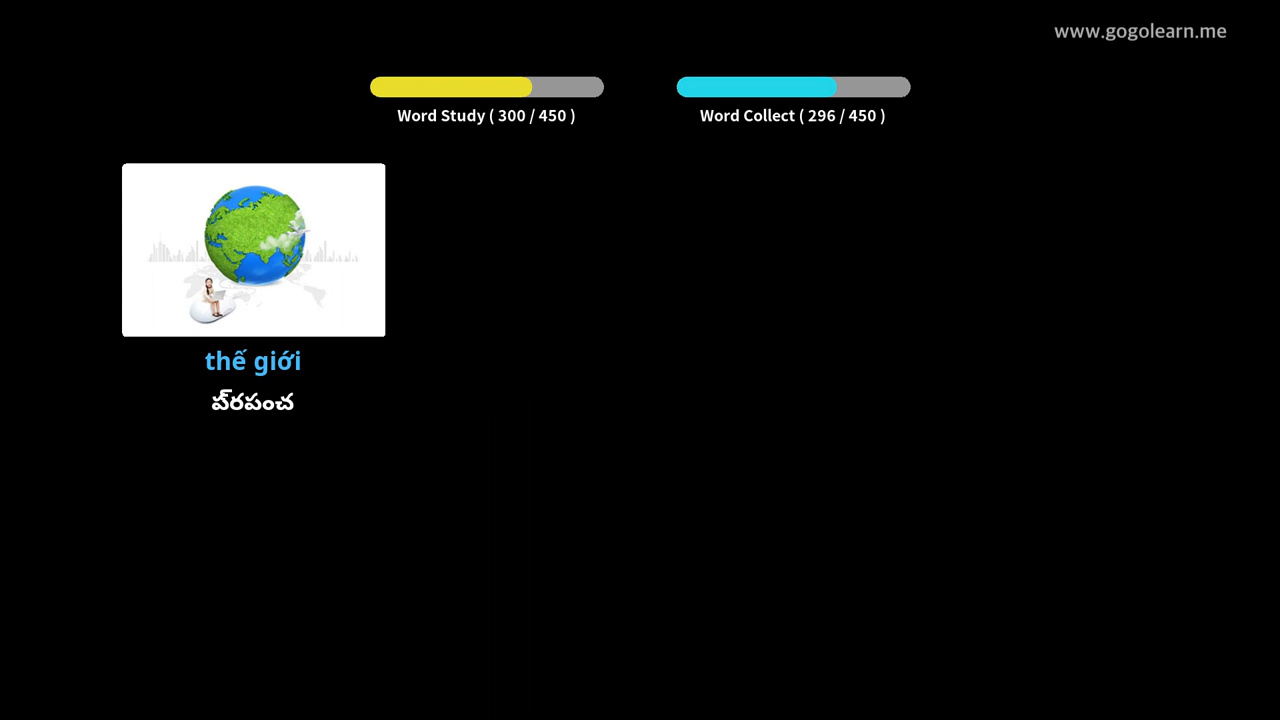 www.gogolearn.me
Word Study ( 300 / 450 )
Word Collect ( 296 / 450 )
thế giới
ప్రపంచ